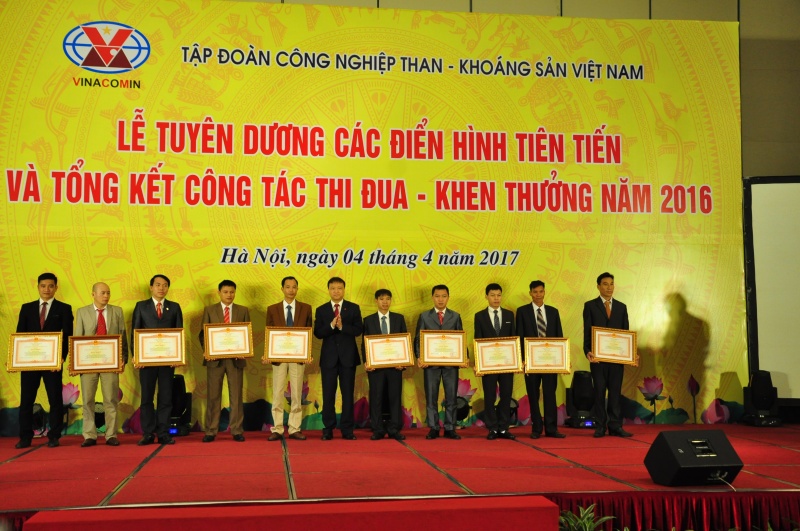 VINACOMIN
TẬP ĐOÀN CÔNG NGHIỆP THAN - KHOÁNG SẢN VIỆT NAM
LỄ TUYÊN DƯƠNG CÁC ĐIỂN HÌNH TIÊN TIẾN
VÀ TỔNG KẾT CÔNG TÁC THI ĐUA - KHEN THƯỞNG NĂM 2016
Hà Nội, ngày 04 tháng 4 năm 2017